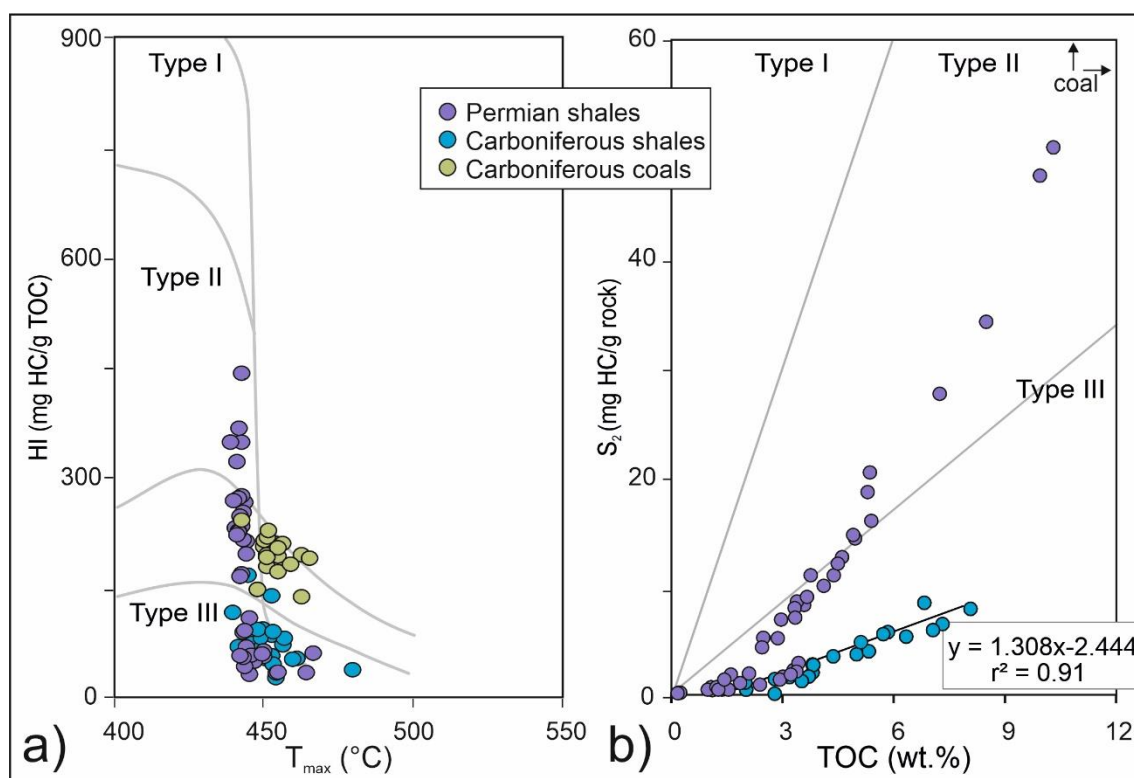 900
600
300
0
HI (mg HC/g TOC)
Type I
Type II
Type III
400
450
500
550
Tmax (°C)
a)
Permian shales
Carboniferous shales
Carboniferous coals
60
40
20
0
S₂ (mg HC/g rock)
Type I
Type II
coal
Type III
y = 1.308x-2.444
r² = 0.91
0
3
6
9
12
TOC (wt.%)
b)